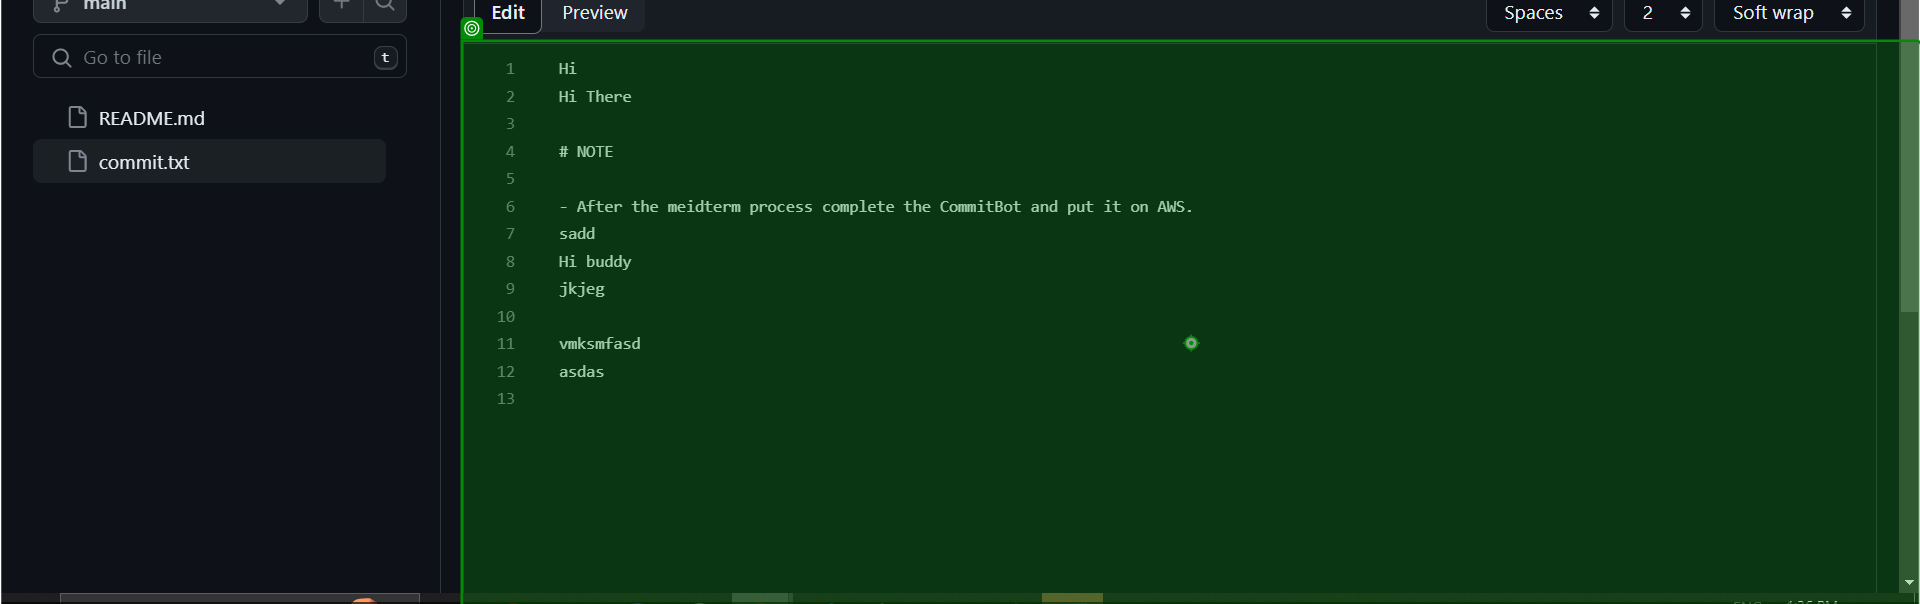 main
Edit Preview Spaces 2 Soft wrap
Go to file t
README.md
commit.txt
1 Hi
2 Hi There
3
4 # NOTE
5
6 - After the meidterm process complete the CommitBot and put it on AWS.
7 sadd
8 Hi buddy
9 jkjeg
10
11 vmksmfasd
12 asdas
13